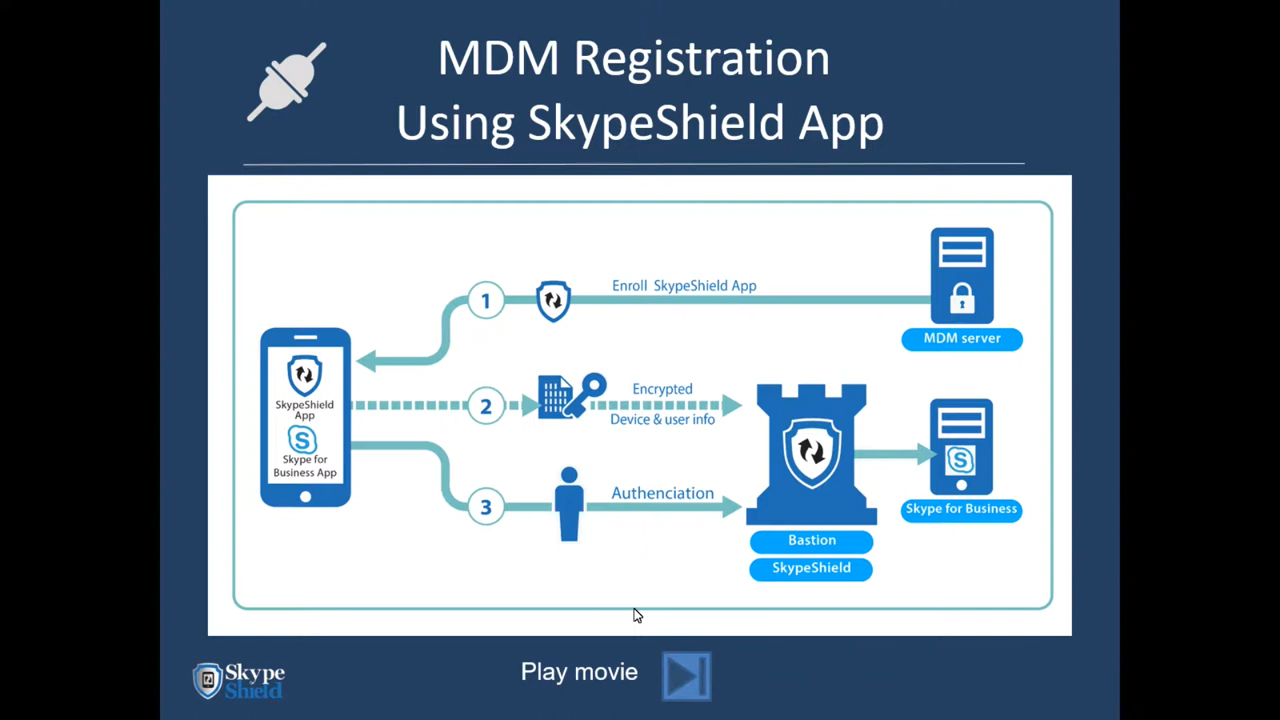 MDM Registration
Using SkypeShield App
Enroll SkypeShield App
1
MDM server
SkypeShield
App
Skype for
Business App
2
Encrypted
Device & user info
3
Authenciation
S
S
Skype for Business
Bastion
SkypeShield
Skype
Shield
Play movie